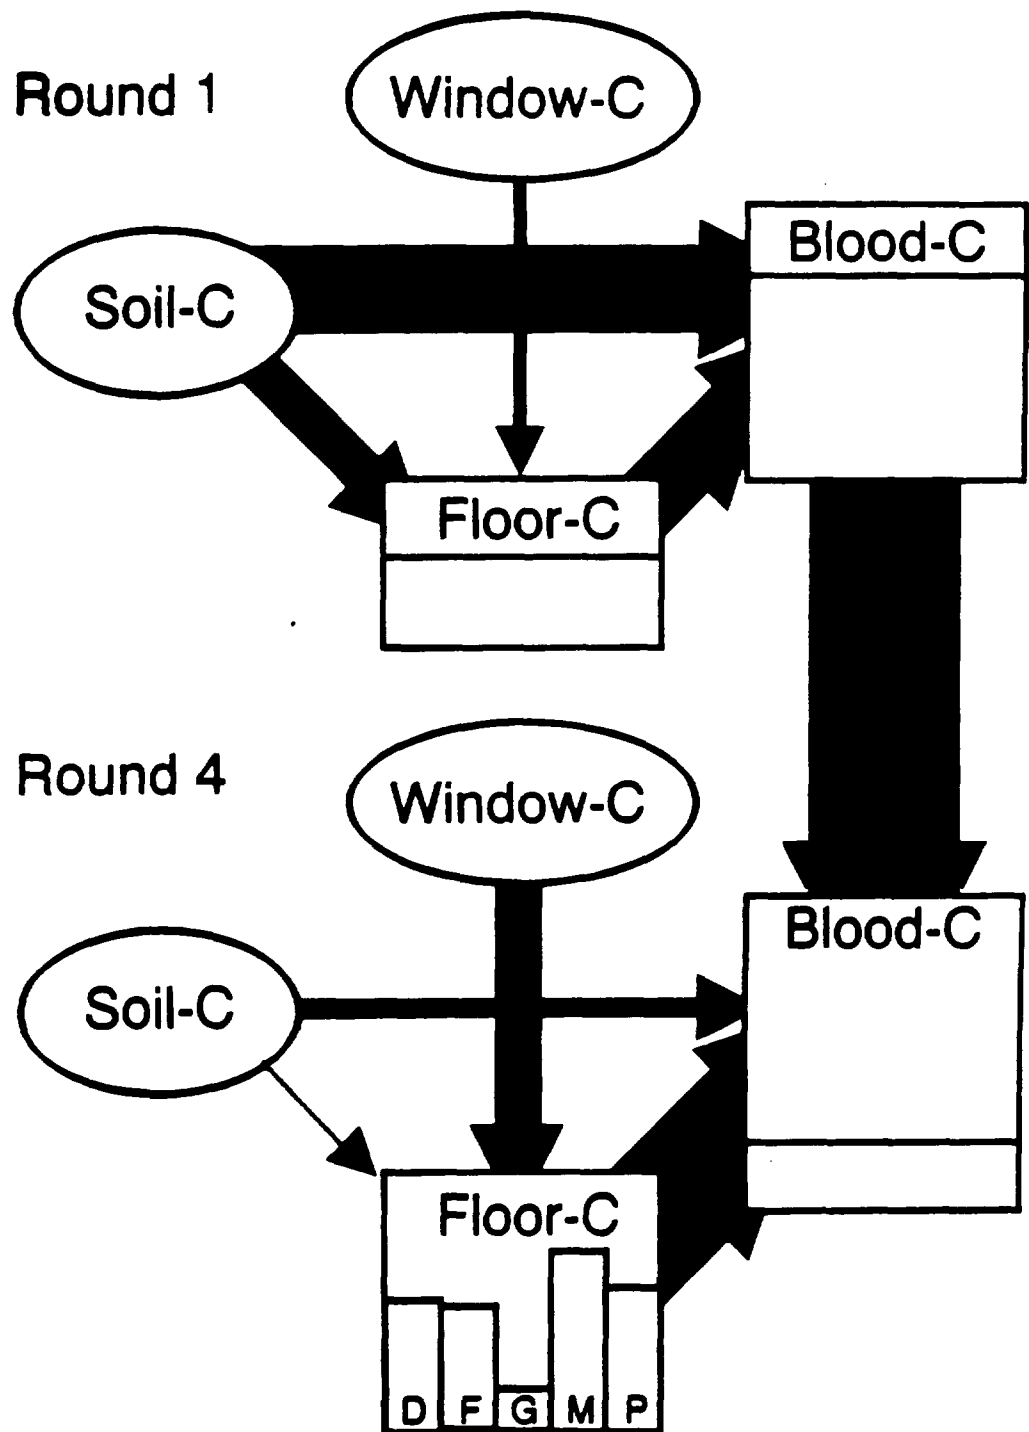 Round 1
Window-C
Blood-C
Soil-C
Floor-C
Round 4
Window-C
Blood-C
Soil-C
Floor-C
D F G M P